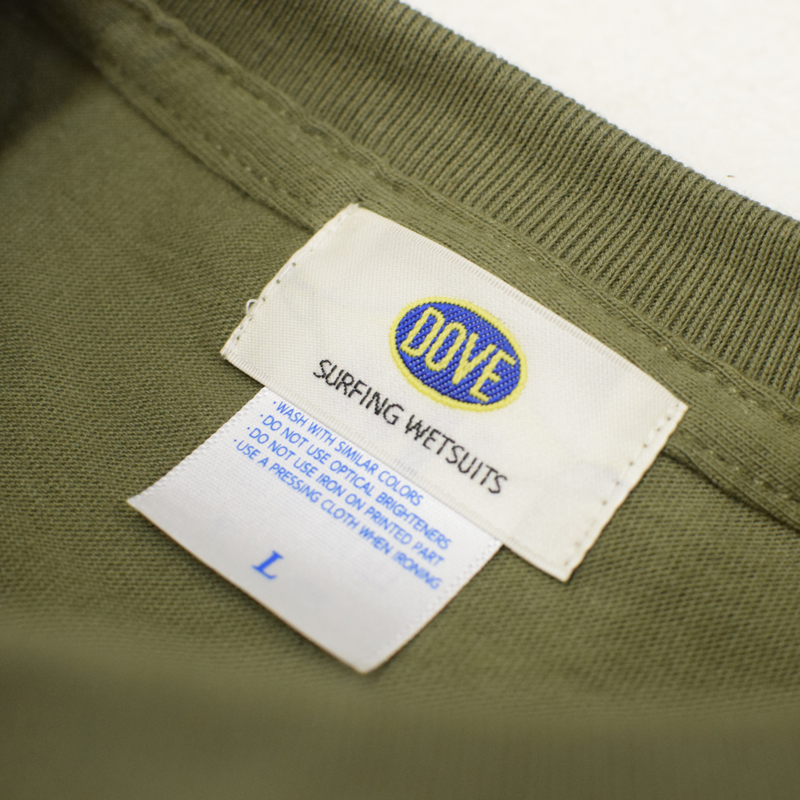 DOVE
SURFING WETSUITS
·WASH WITH SIMILAR COLORS
·DO NOT USE OPTICAL BRIGHTENERS
·DO NOT USE IRON ON PRINTED PART
·USE A PRESSING CLOTH WHEN IRONING
L